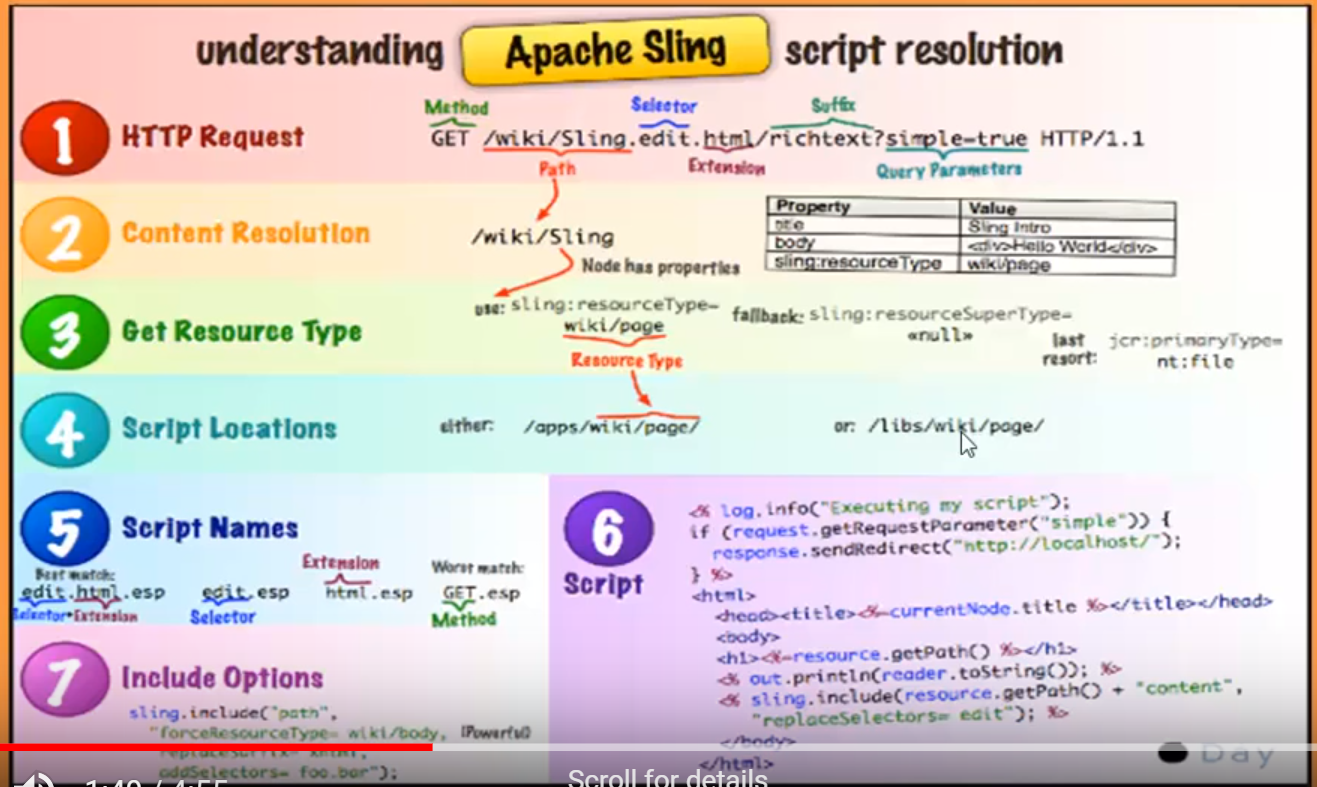 understanding Apache Sling script resolution
1 HTTP Request
Method
Selector
Suffix
GET /wiki/Sling.edit.html/richtext?simple=true HTTP/1.1
Path
Extension
Query Parameters
2 Content Resolution
/wiki/Sling
Node has properties
Property Value
title Sling Intro
body <div>Hello World</div>
sling:resourceType wiki/page
3 Get Resource Type
use: sling:resourceType=
wiki/page
Resource Type
fallback: sling:resourceSuperType=
«null»
last
resort:
jcr:primaryType=
nt:file
4 Script Locations
either: /apps/wiki/page/
or: /libs/wiki/page/
5 Script Names
Extension
Best match:
Worst match:
edit.html.esp edit.esp html.esp GET.esp
Selector+Extension
Selector
Method
6
Script
<% log.info("Executing my script");
if (request.getRequestParameter("simple")) {
response.sendRedirect("http://localhost/");
} %>
<html>
<head><title><%=currentNode.title %></title></head>
<body>
<h1><%=resource.getPath() %></h1>
<% out.println(reader.toString()); %>
<% sling.include(resource.getPath() + "content",
"replaceSelectors= edit"); %>
</body>
</html>
7 Include Options
sling.include("path",
"forceResourceType= wiki/body, (Powerful)
addSelectors= foo.bar");
Day
1:49 / 4:55
Scroll for details